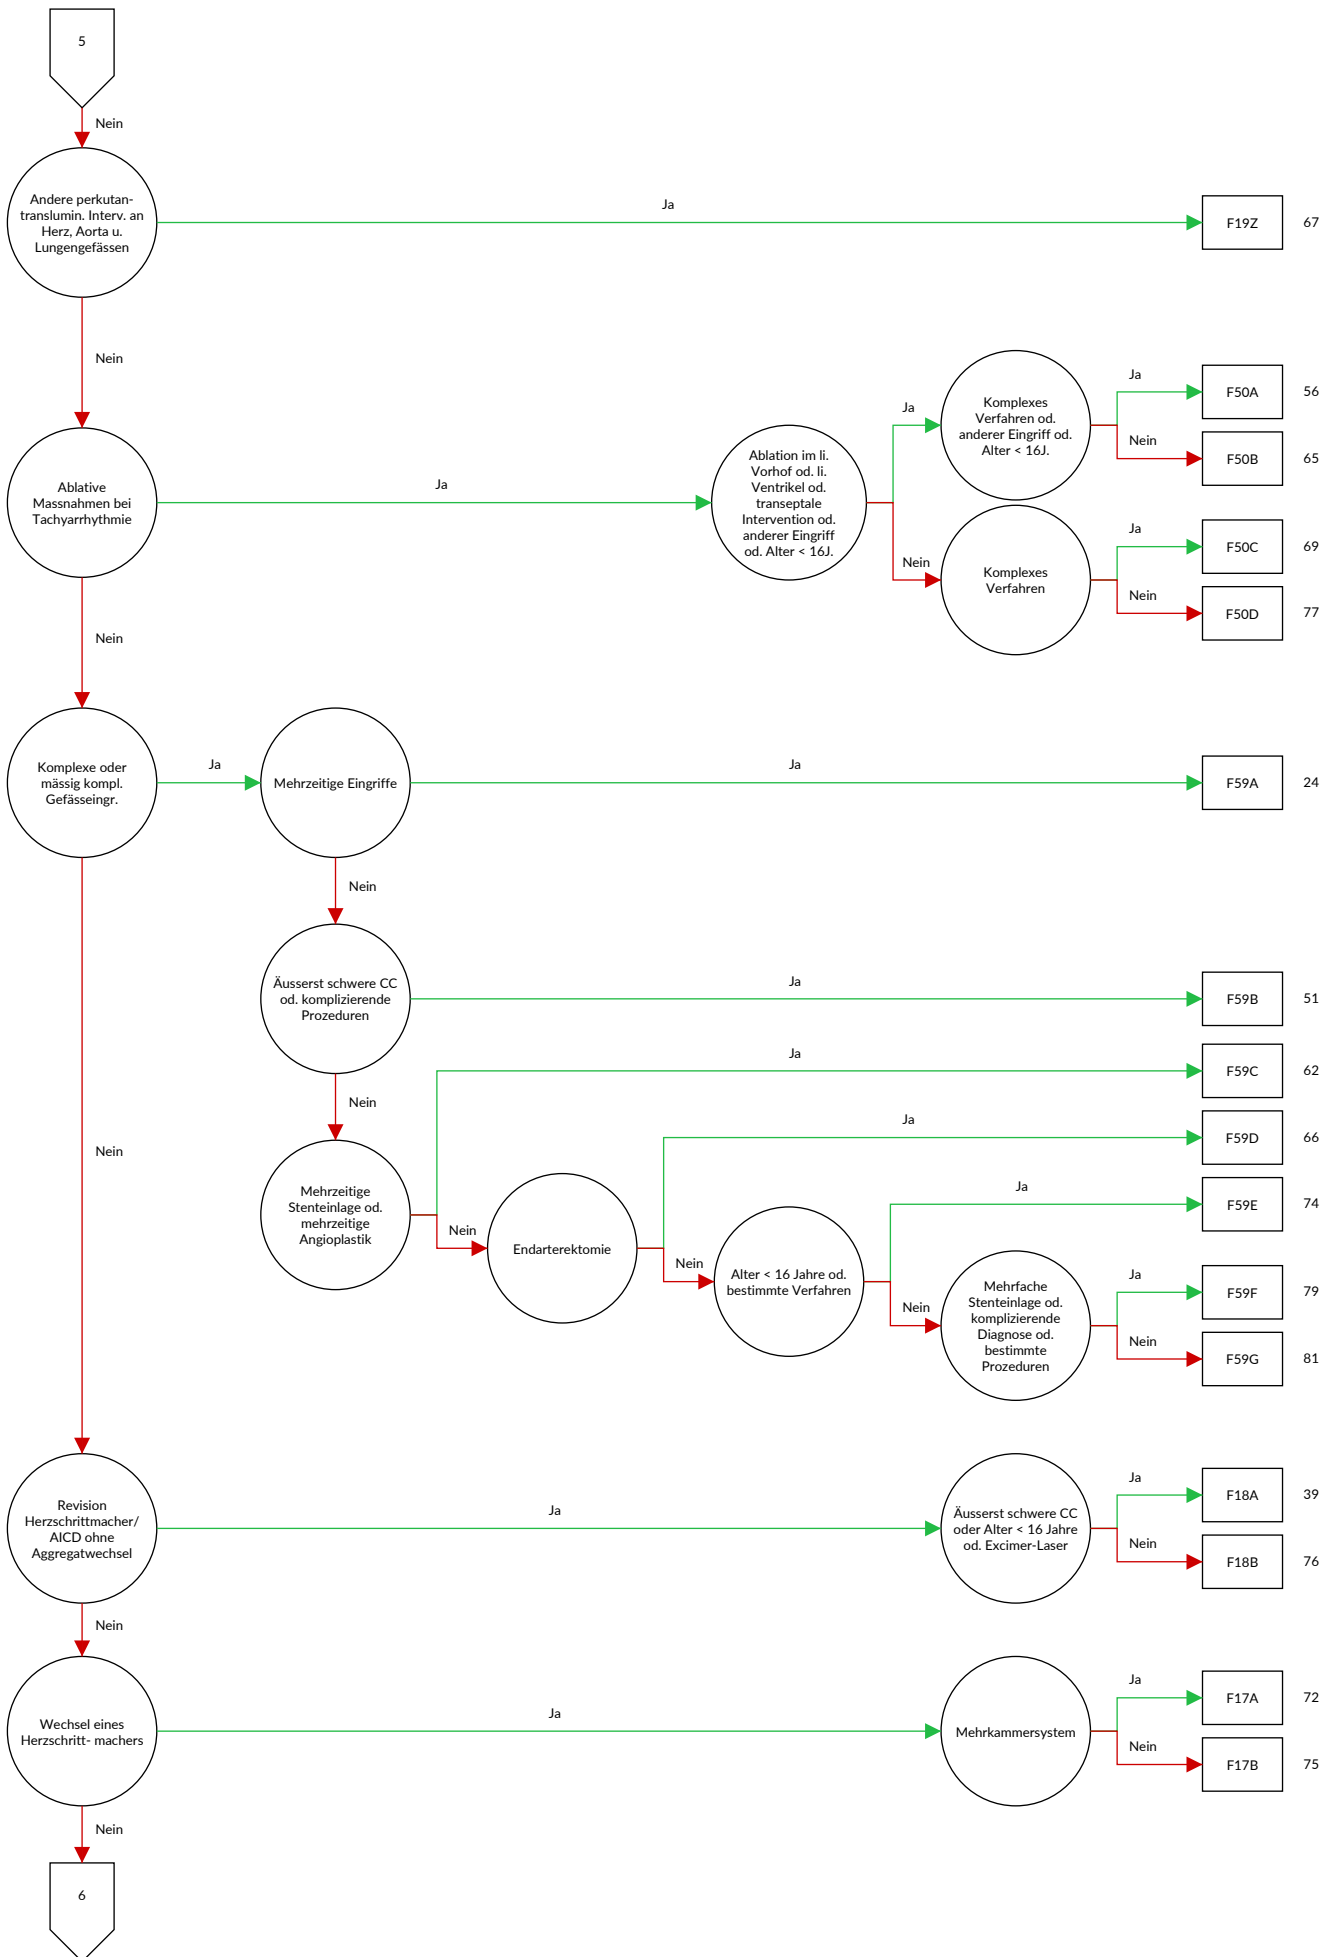 5
Nein
Andere perkutan-
translumin. Interv. an
Herz, Aorta u.
Lungengefässen
Ja
F19Z
67
Nein
Ablative
Massnahmen bei
Tachyarrhythmie
Ja
Ablation im li.
Vorhof od. li.
Ventrikel od.
transeptale
Intervention od.
anderer Eingriff
od. Alter < 16J.
Ja
Komplexes
Verfahren od.
anderer Eingriff od.
Alter < 16J.
Ja
F50A
56
Nein
F50B
65
Nein
Komplexes
Verfahren
Ja
F50C
69
Nein
F50D
77
Nein
Komplexe oder
mässig kompl.
Gefässeingr.
Ja
Mehrzeitige Eingriffe
Ja
F59A
24
Nein
Äusserst schwere CC
od. komplizierende
Prozeduren
Ja
F59B
51
Nein
Mehrzeitige
Stenteinlage od.
mehrzeitige
Angioplastik
Ja
F59C
62
Nein
Endarterektomie
Ja
F59D
66
Nein
Alter < 16 Jahre od.
bestimmte Verfahren
Ja
F59E
74
Nein
Mehrfache
Stenteinlage od.
komplizierende
Diagnose od.
bestimmte
Prozeduren
Ja
F59F
79
Nein
F59G
81
Nein
Revision
Herzschrittmacher/
AICD ohne
Aggregatwechsel
Ja
Äusserst schwere CC
oder Alter < 16 Jahre
od. Excimer-Laser
Ja
F18A
39
Nein
F18B
76
Nein
Wechsel eines
Herzschritt- machers
Ja
Mehrkammersystem
Ja
F17A
72
Nein
F17B
75
Nein
6